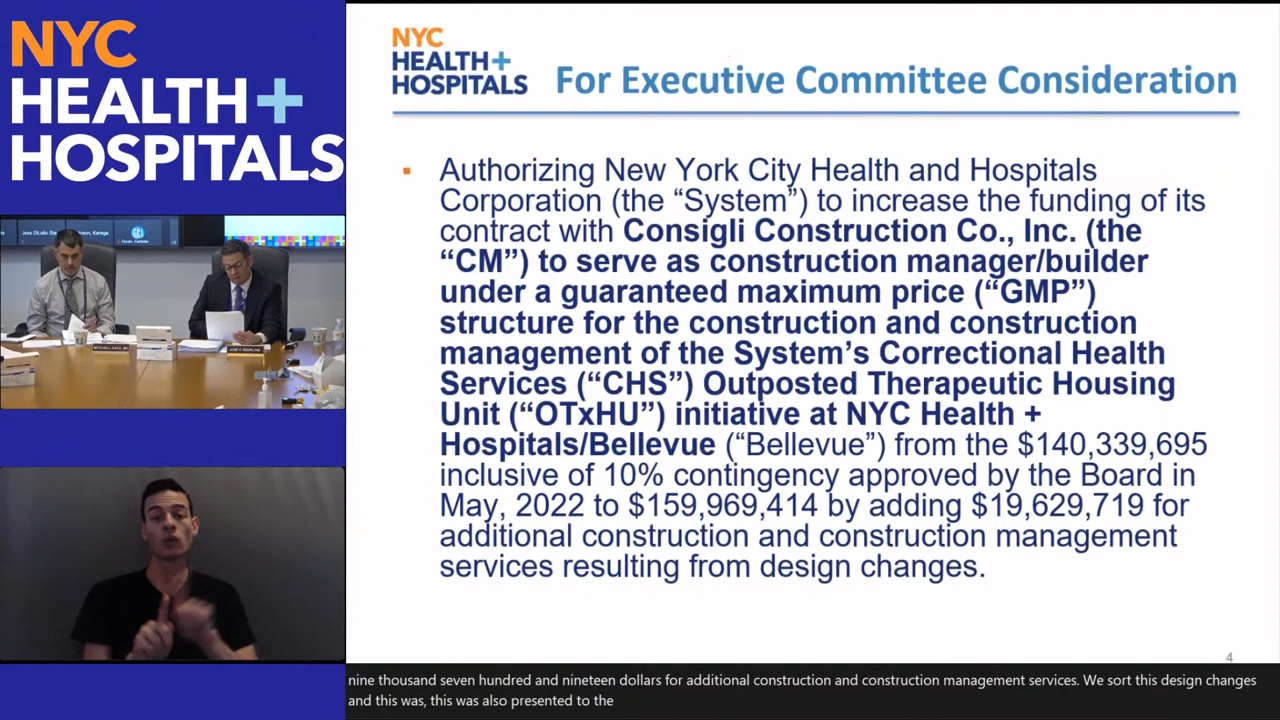 NYC
HEALTH+
HOSPITALS
NYC
HEALTH+
HOSPITALS
For Executive Committee Consideration
▪ Authorizing New York City Health and Hospitals
Corporation (the “System”) to increase the funding of its
contract with Consigli Construction Co., Inc. (the
“CM”) to serve as construction manager/builder
under a guaranteed maximum price (“GMP”)
structure for the construction and construction
management of the System’s Correctional Health
Services (“CHS”) Outposted Therapeutic Housing
Unit (“OTxHU”) initiative at NYC Health +
Hospitals/Bellevue (“Bellevue”) from the $140,339,695
inclusive of 10% contingency approved by the Board in
May, 2022 to $159,969,414 by adding $19,629,719 for
additional construction and construction management
services resulting from design changes.
4
MITCHELL KATZ, MD
nine thousand seven hundred and nineteen dollars for additional construction and construction management services. We sort this design changes
and this was, this was also presented to the